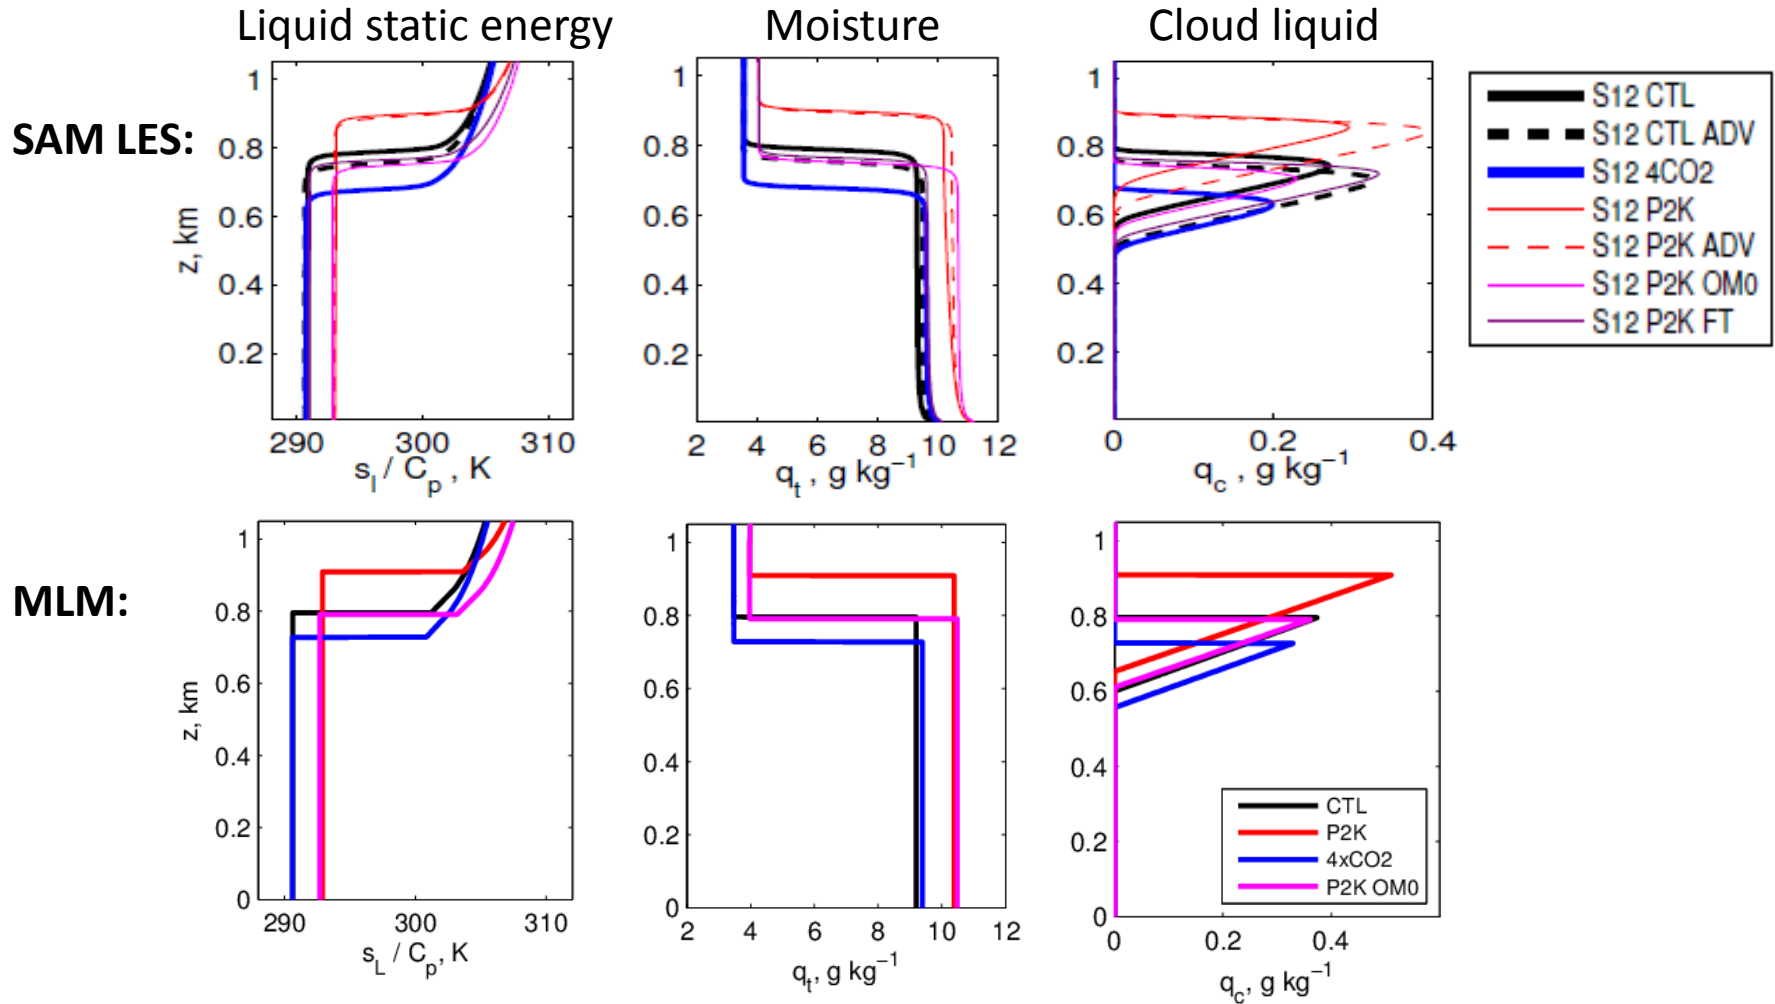 Liquid static energy
Moisture
Cloud liquid
SAM LES:
1
0.8
0.6
0.4
0.2
z, km
290
300
310
s_l / C_p , K
1
0.8
0.6
0.4
0.2
2
4
6
8
10
12
q_t , g kg⁻¹
1
0.8
0.6
0.4
0.2
0
0
0.2
0.4
q_c , g kg⁻¹
S12 CTL
S12 CTL ADV
S12 4CO2
S12 P2K
S12 P2K ADV
S12 P2K OM0
S12 P2K FT
MLM:
1
0.8
0.6
0.4
0.2
0
z, km
290
300
310
s_L / C_p, K
1
0.8
0.6
0.4
0.2
0
2
4
6
8
10
12
q_t, g kg⁻¹
1
0.8
0.6
0.4
0.2
0
0
0.2
0.4
q_c, g kg⁻¹
CTL
P2K
4xCO2
P2K OM0